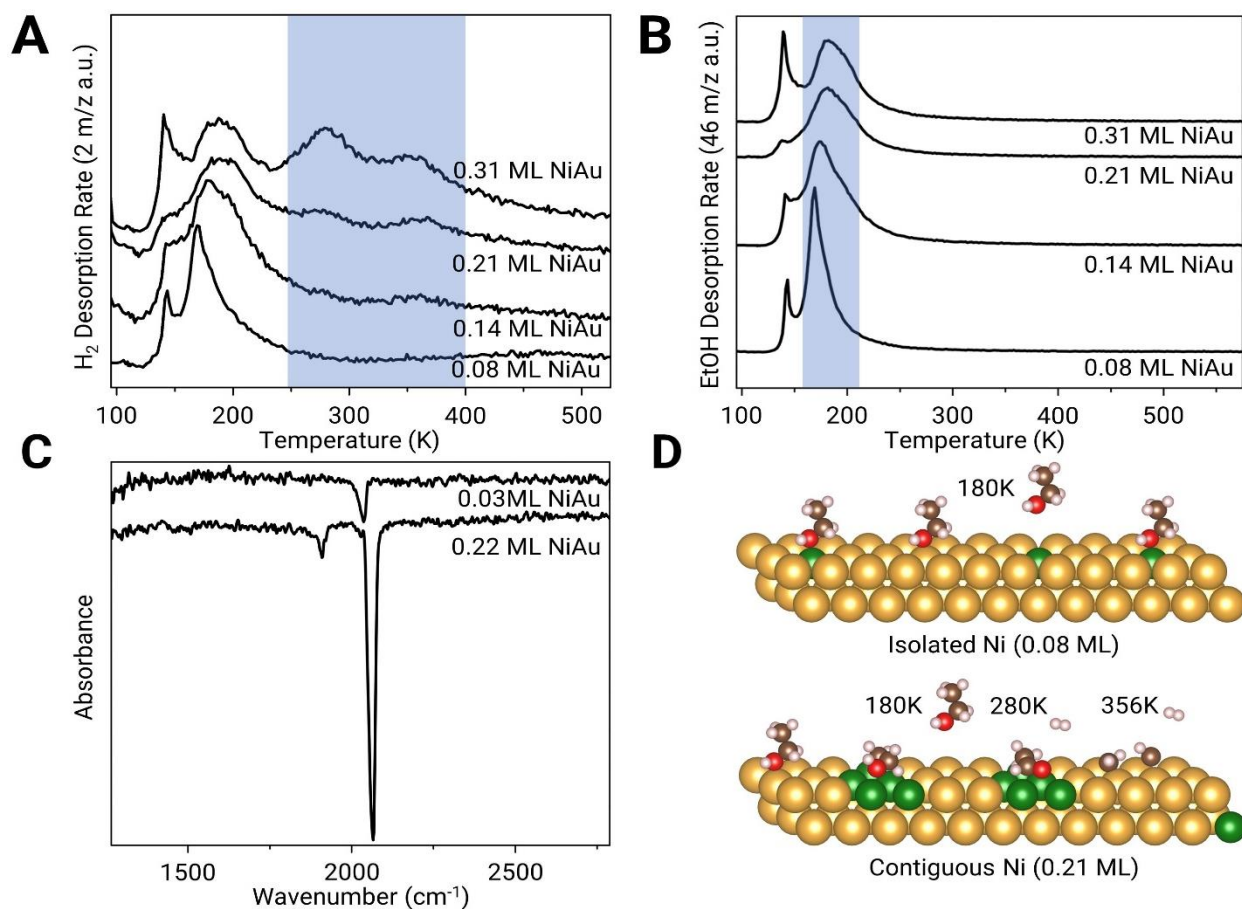 A
H₂ Desorption Rate (2 m/z a.u.)
0.31 ML NiAu
0.21 ML NiAu
0.14 ML NiAu
0.08 ML NiAu
100 200 300 400 500
Temperature (K)
B
EtOH Desorption Rate (46 m/z a.u.)
0.31 ML NiAu
0.21 ML NiAu
0.14 ML NiAu
0.08 ML NiAu
100 200 300 400 500
Temperature (K)
C
Absorbance
0.03ML NiAu
0.22 ML NiAu
1500 2000 2500
Wavenumber (cm⁻¹)
D
180K
Isolated Ni (0.08 ML)
180K 280K 356K
Contiguous Ni (0.21 ML)